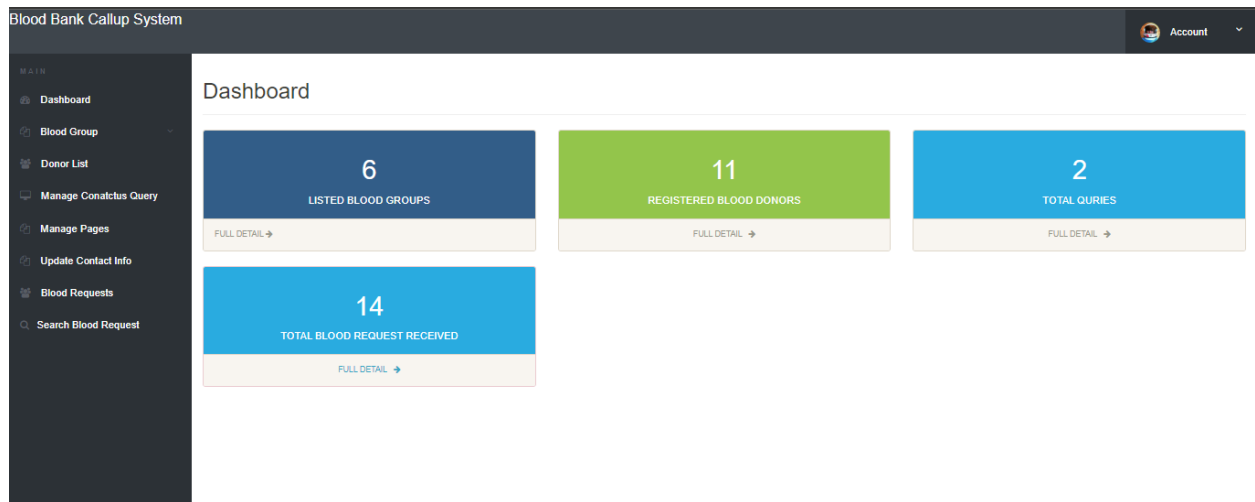 Blood Bank Callup System
Account
MAIN
Dashboard
Blood Group
Donor List
Manage Conatctus Query
Manage Pages
Update Contact Info
Blood Requests
Search Blood Request
Dashboard
6
LISTED BLOOD GROUPS
FULL DETAIL
11
REGISTERED BLOOD DONORS
FULL DETAIL
2
TOTAL QURIES
FULL DETAIL
14
TOTAL BLOOD REQUEST RECEIVED
FULL DETAIL